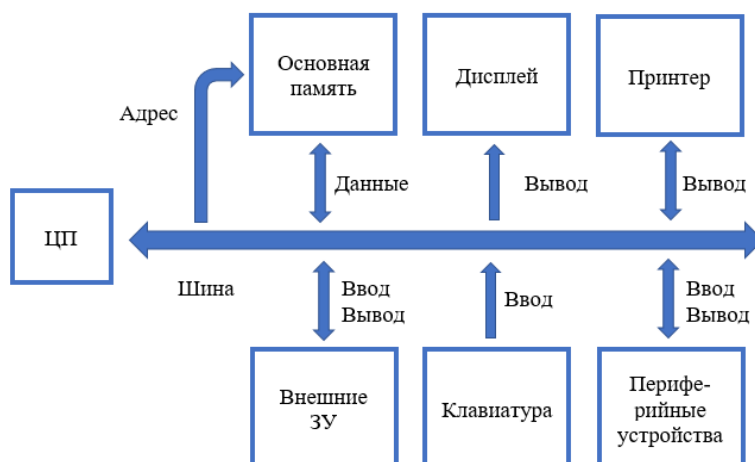 Основная
память
Дисплей
Принтер
Адрес
Данные
Вывод
Вывод
ЦП
Шина
Ввод
Вывод
Ввод
Ввод
Вывод
Внешние
ЗУ
Клавиатура
Перифе-
рийные
устройства